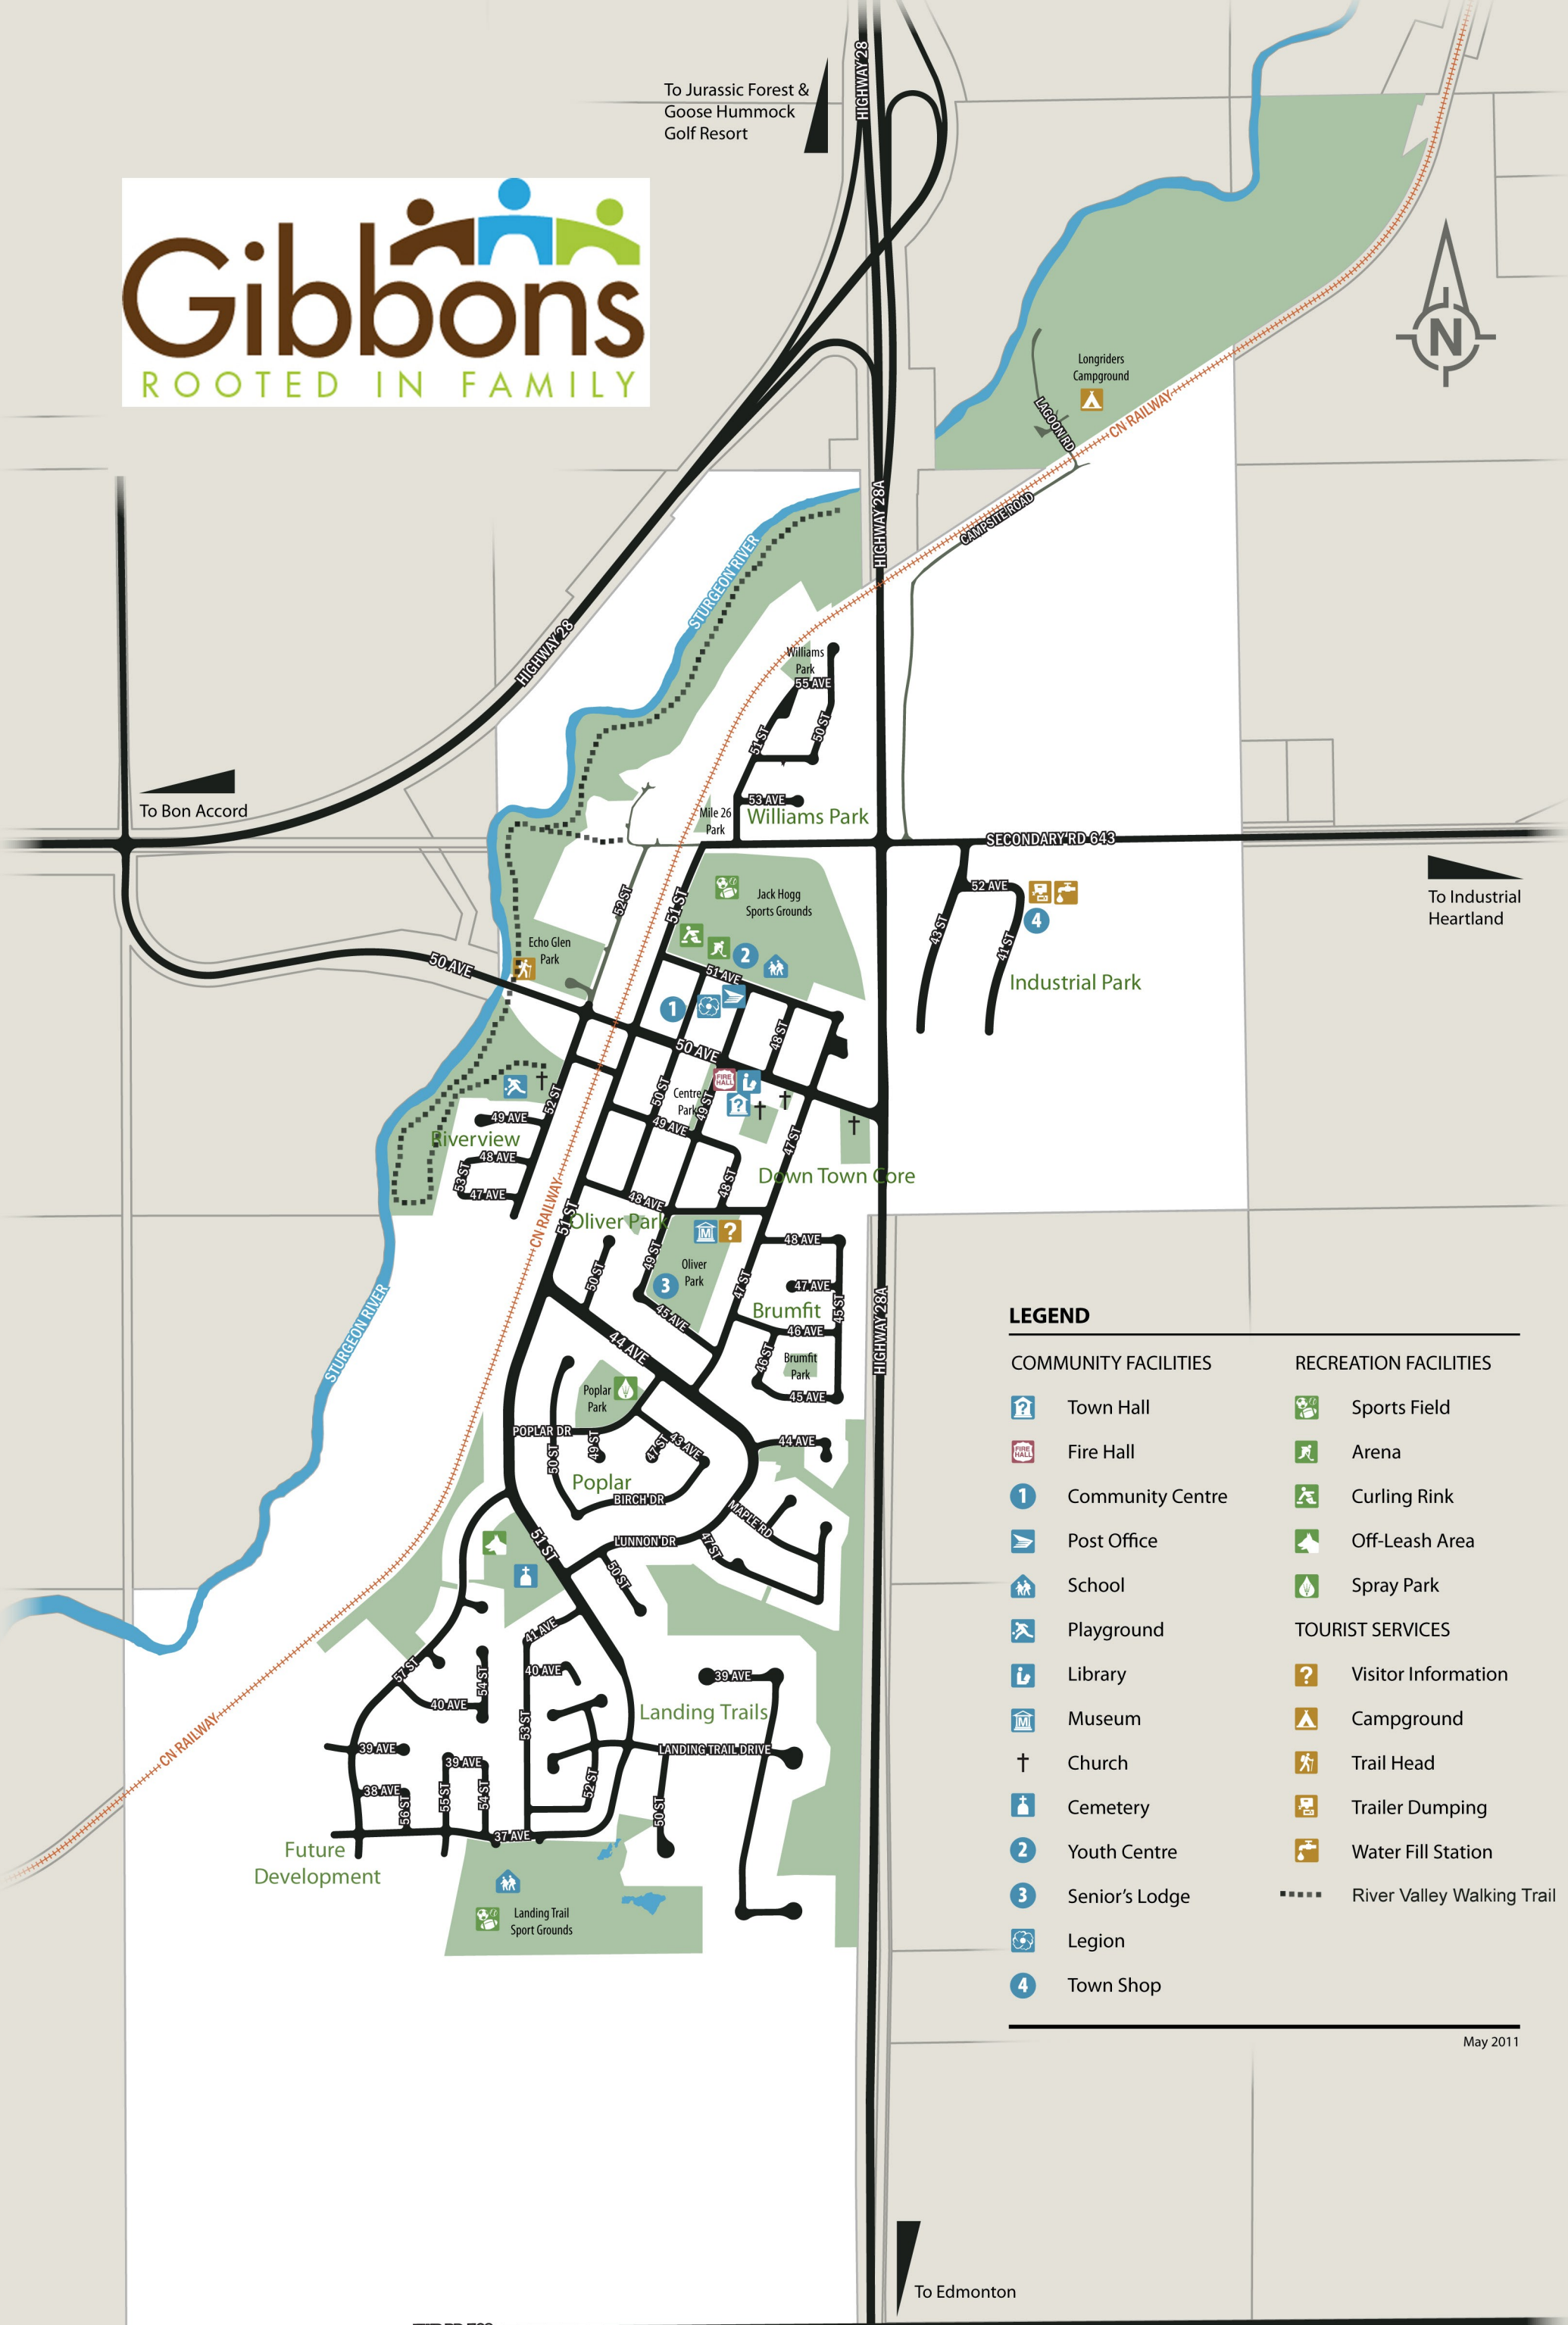 To Jurassic Forest &
Goose Hummock
Golf Resort
HIGHWAY 28
Gibbons
ROOTED IN FAMILY
N
Longriders
Campground
LAGOON RD
CN RAILWAY
CAMPSITE ROAD
HIGHWAY 28A
STURGEON RIVER
HIGHWAY 28
Williams
Park
55 AVE
50 ST
51 ST
53 AVE
Williams Park
Mile 26
Park
To Bon Accord
SECONDARY RD 643
To Industrial
Heartland
52 AVE
43 ST
41 ST
4
Industrial Park
52 ST
51 ST
Jack Hogg
Sports Grounds
2
Echo Glen
Park
50 AVE
51 AVE
1
48 ST
50 AVE
FIRE
HALL
?
Centre
Park
50 ST
49 ST
49 AVE
52 ST
49 AVE
Riverview
48 AVE
53 ST
47 AVE
47 ST
Down Town Core
48 ST
48 AVE
CN RAILWAY
51 ST
Oliver Park
M
?
49 ST
Oliver
Park
3
50 ST
45 AVE
47 ST
48 AVE
47 AVE
45 ST
Brumfit
46 AVE
46 ST
Brumfit
Park
45 AVE
HIGHWAY 28A
STURGEON RIVER
44 AVE
Poplar
Park
POPLAR DR
50 ST
49 ST
47 ST
43 AVE
44 AVE
Poplar
BIRCH DR
MAPLE RD
LUNNON DR
47 ST
51 ST
50 ST
41 AVE
40 AVE
57 ST
54 ST
40 AVE
53 ST
39 AVE
Landing Trails
LANDING TRAIL DRIVE
CN RAILWAY
39 AVE
39 AVE
38 AVE
56 ST
55 ST
54 ST
52 ST
50 ST
37 AVE
Future
Development
Landing Trail
Sport Grounds
LEGEND
COMMUNITY FACILITIES
? Town Hall
FIRE
HALL
Fire Hall
1 Community Centre
Post Office
School
Playground
Library
M Museum
Church
Cemetery
2 Youth Centre
3 Senior's Lodge
Legion
4 Town Shop
RECREATION FACILITIES
Sports Field
Arena
Curling Rink
Off-Leash Area
Spray Park
TOURIST SERVICES
? Visitor Information
Campground
Trail Head
Trailer Dumping
Water Fill Station
River Valley Walking Trail
May 2011
To Edmonton